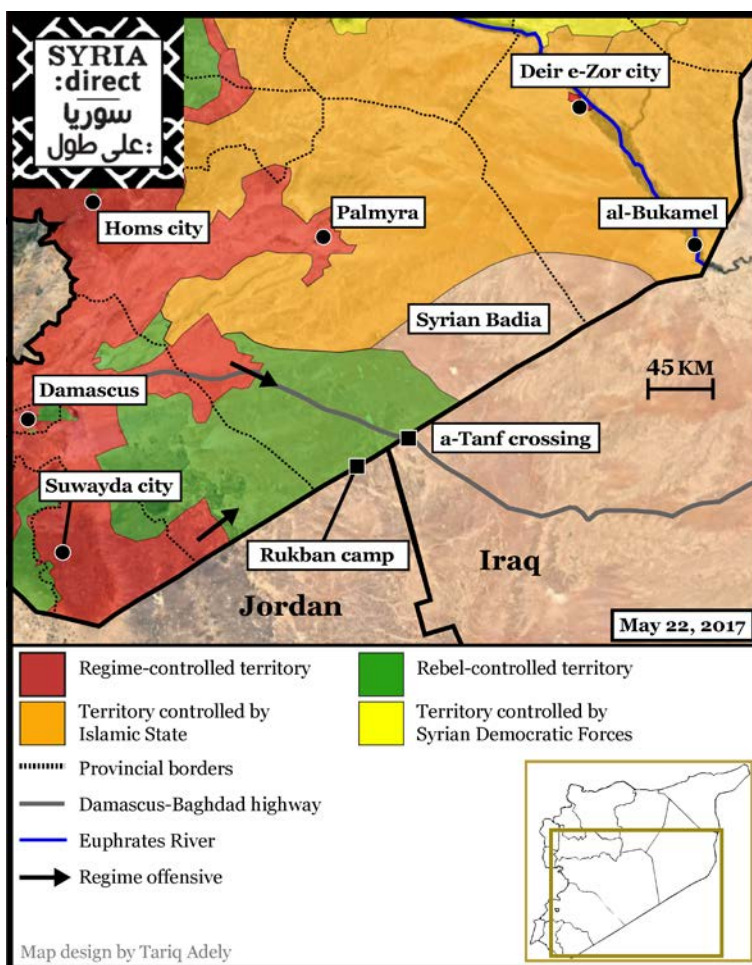 SYRIA
:direct
سوريا
:على طول
Deir e-Zor city
Homs city
Palmyra
al-Bukamel
Syrian Badia
45 KM
Damascus
a-Tanf crossing
Suwayda city
Rukban camp
Iraq
Jordan
May 22, 2017
Regime-controlled territory
Rebel-controlled territory
Territory controlled by
Islamic State
Territory controlled by
Syrian Democratic Forces
Provincial borders
Damascus-Baghdad highway
Euphrates River
Regime offensive
Map design by Tariq Adely